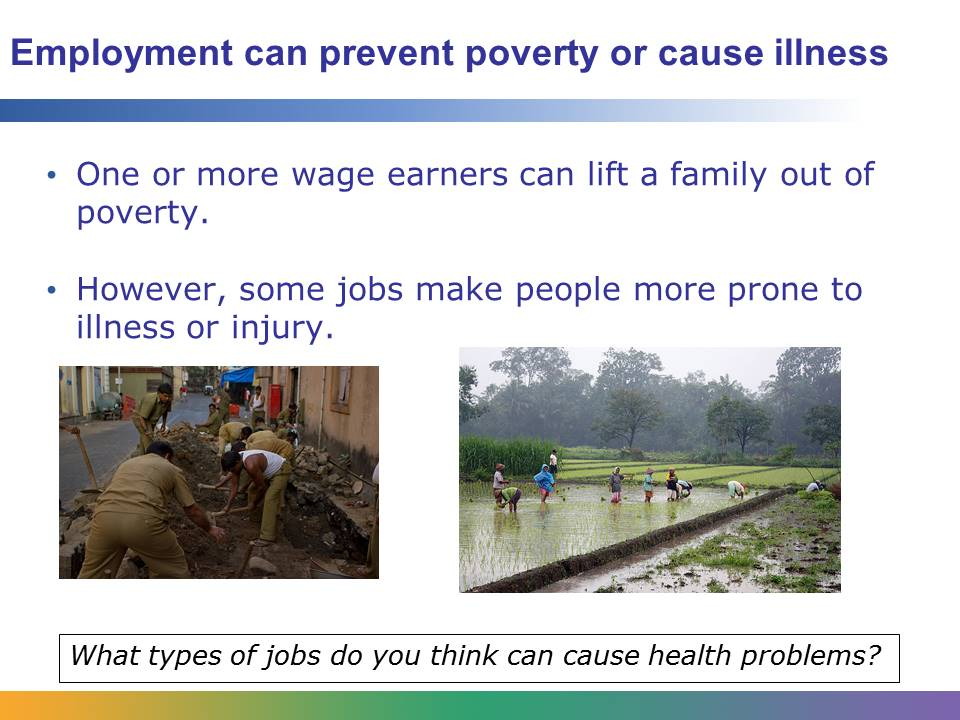 Employment can prevent poverty or cause illness
• One or more wage earners can lift a family out of
poverty.
• However, some jobs make people more prone to
illness or injury.
What types of jobs do you think can cause health problems?